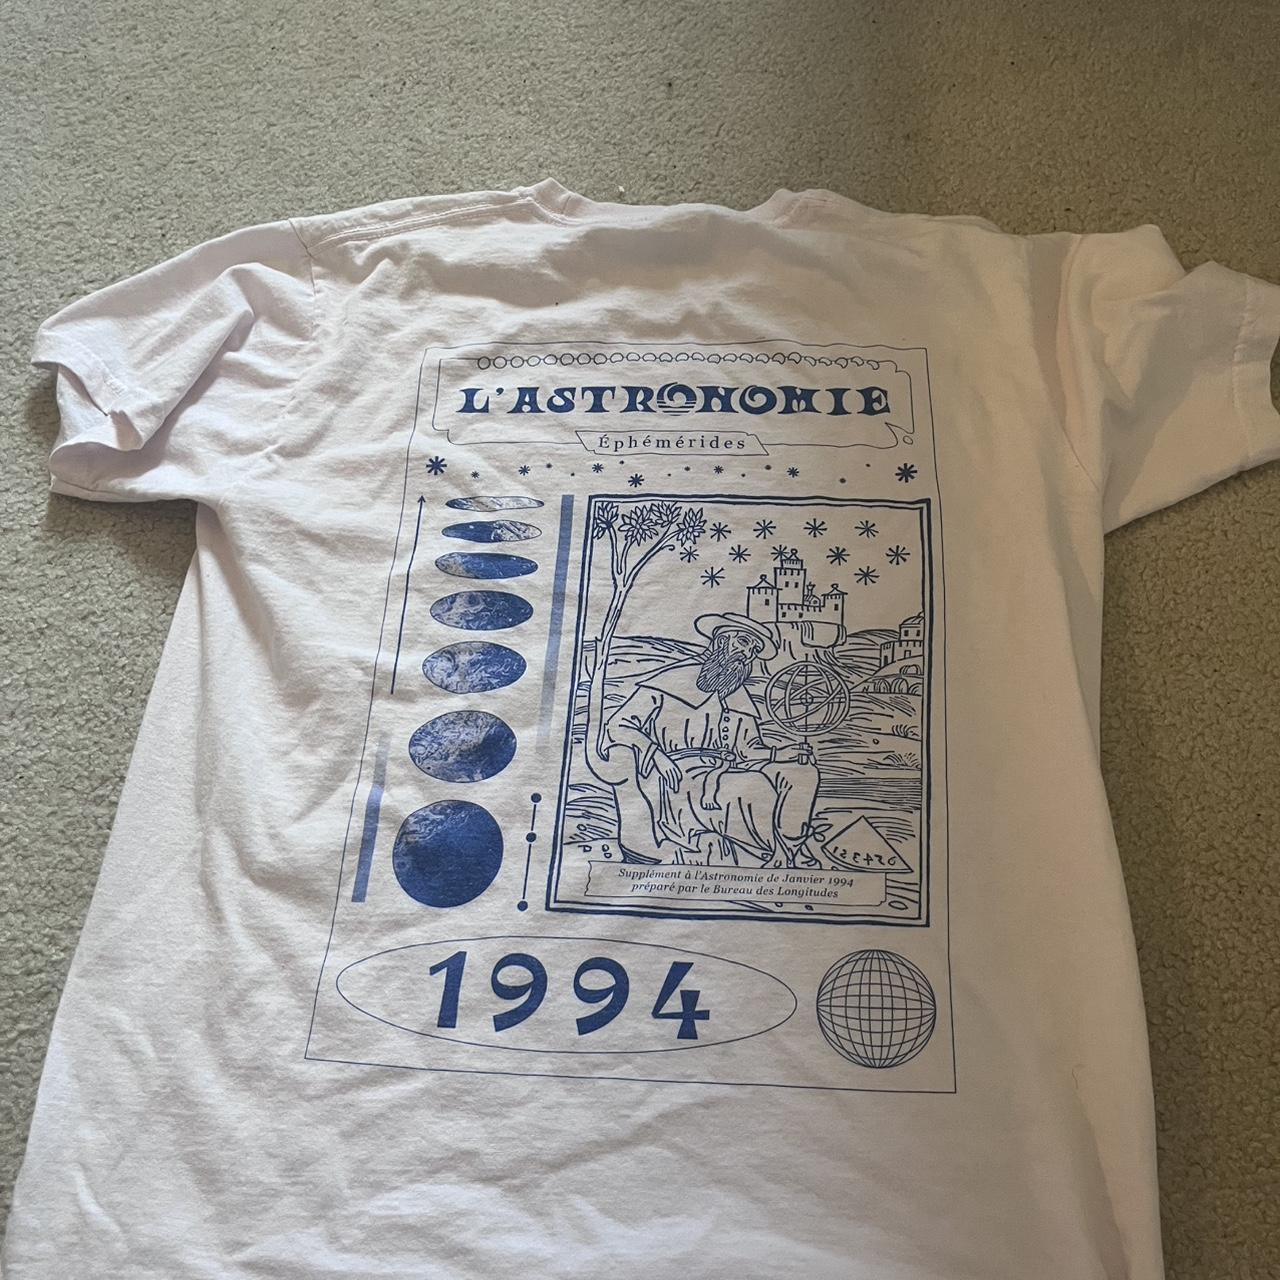 L'ASTRONOMIE
Éphémérides
Supplément à l'Astronomie de Janvier 1994
préparé par le Bureau des Longitudes
1994